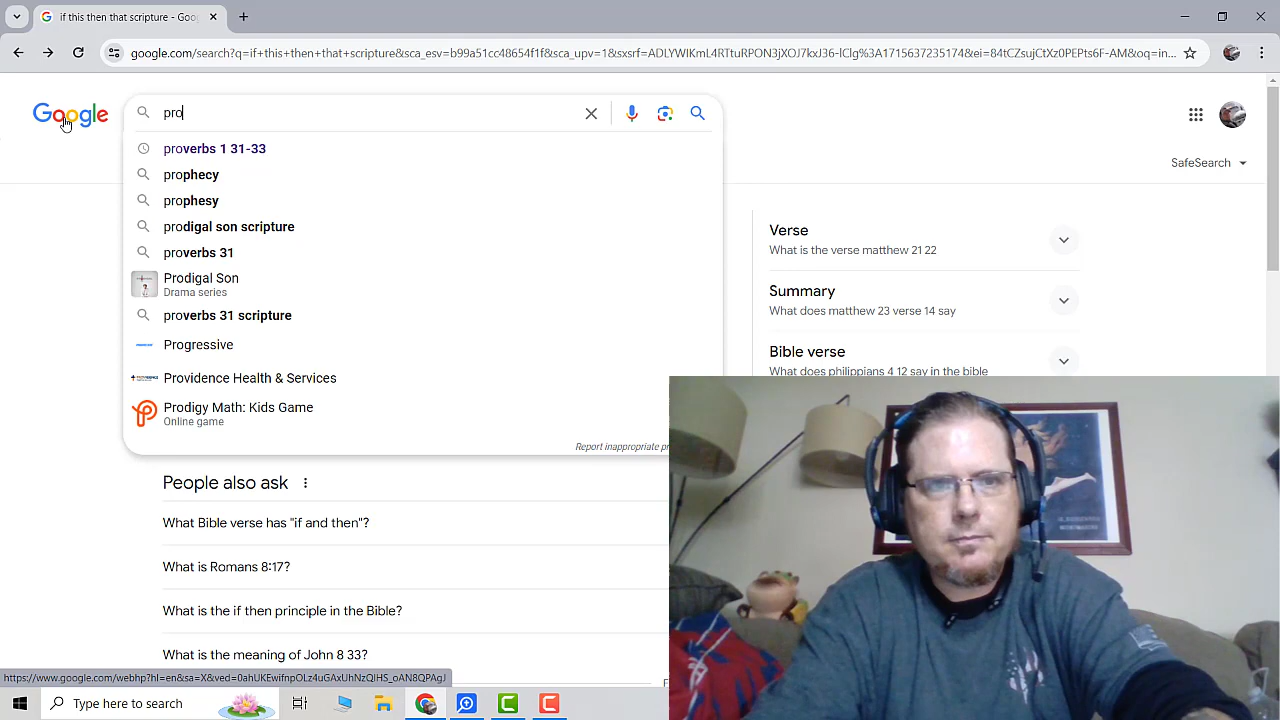 if this then that scripture - Goo
google.com/search?q=if+this+then+that+scripture&sca_esv=b99a51cc48654f1f&sca_upv=1&sxsrf=ADLYWIKmL4RTtuRPON3jXOJ7kxJ36-lClg%3A1715637235174&ei=84tCZsujCtXz0PEPts6F-AM&oq=in...
Google
pro
proverbs 1 31-33
prophecy
prophesy
prodigal son scripture
proverbs 31
Prodigal Son
Drama series
proverbs 31 scripture
Progressive
Providence Health & Services
Prodigy Math: Kids Game
Online game
Report inappropriate pr
SafeSearch
Verse
What is the verse matthew 21 22
Summary
What does matthew 23 verse 14 say
Bible verse
What does philippians 4 12 say in the bible
People also ask
What Bible verse has "if and then"?
What is Romans 8:17?
What is the if then principle in the Bible?
What is the meaning of John 8 33?
https://www.google.com/webhp?hl=en&sa=X&ved=0ahUKEwifnpOLz4uGAxUhNzQIHS_oAN8QPAgJ
Type here to search